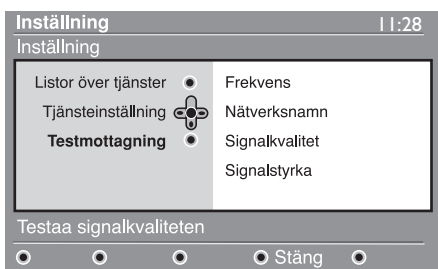 Inställning 11:28
Inställning
Listor över tjänster
Tjänsteinställning
Testmottagning
Frekvens
Nätverksnamn
Signalkvalitet
Signalstyrka
Testaa signalkvaliteten
Stäng